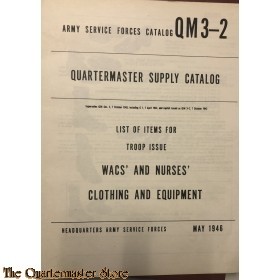 ARMY SERVICE FORCES CATALOG QM3-2
QUARTERMASTER SUPPLY CATALOG
LIST OF ITEMS FOR
TROOP ISSUE
WACS' AND NURSES'
CLOTHING AND EQUIPMENT
HEADQUARTERS ARMY SERVICE FORCES MAY 1946
The Quartermaster Store